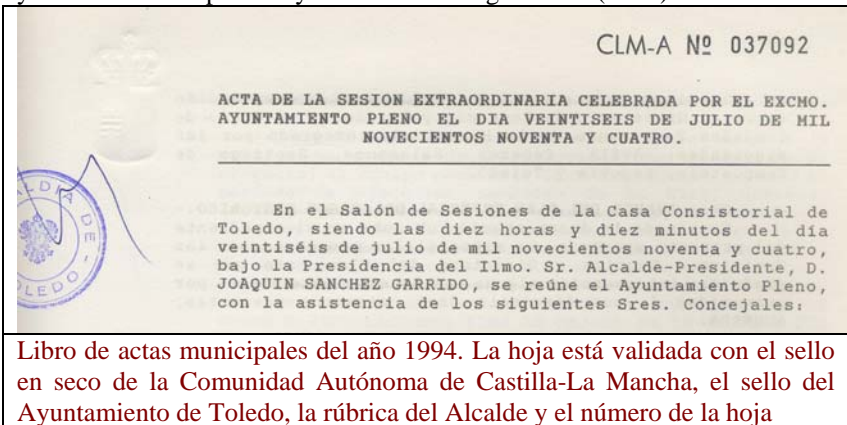 CLM-A Nº 037092
ACTA DE LA SESION EXTRAORDINARIA CELEBRADA POR EL EXCMO.
AYUNTAMIENTO PLENO EL DIA VEINTISEIS DE JULIO DE MIL
NOVECIENTOS NOVENTA Y CUATRO.
En el Salón de Sesiones de la Casa Consistorial de
Toledo, siendo las diez horas y diez minutos del día
veintiséis de julio de mil novecientos noventa y cuatro,
bajo la Presidencia del Ilmo. Sr. Alcalde-Presidente, D.
JOAQUIN SANCHEZ GARRIDO, se reúne el Ayuntamiento Pleno,
con la asistencia de los siguientes Sres. Concejales:
Libro de actas municipales del año 1994. La hoja está validada con el sello
en seco de la Comunidad Autónoma de Castilla-La Mancha, el sello del
Ayuntamiento de Toledo, la rúbrica del Alcalde y el número de la hoja